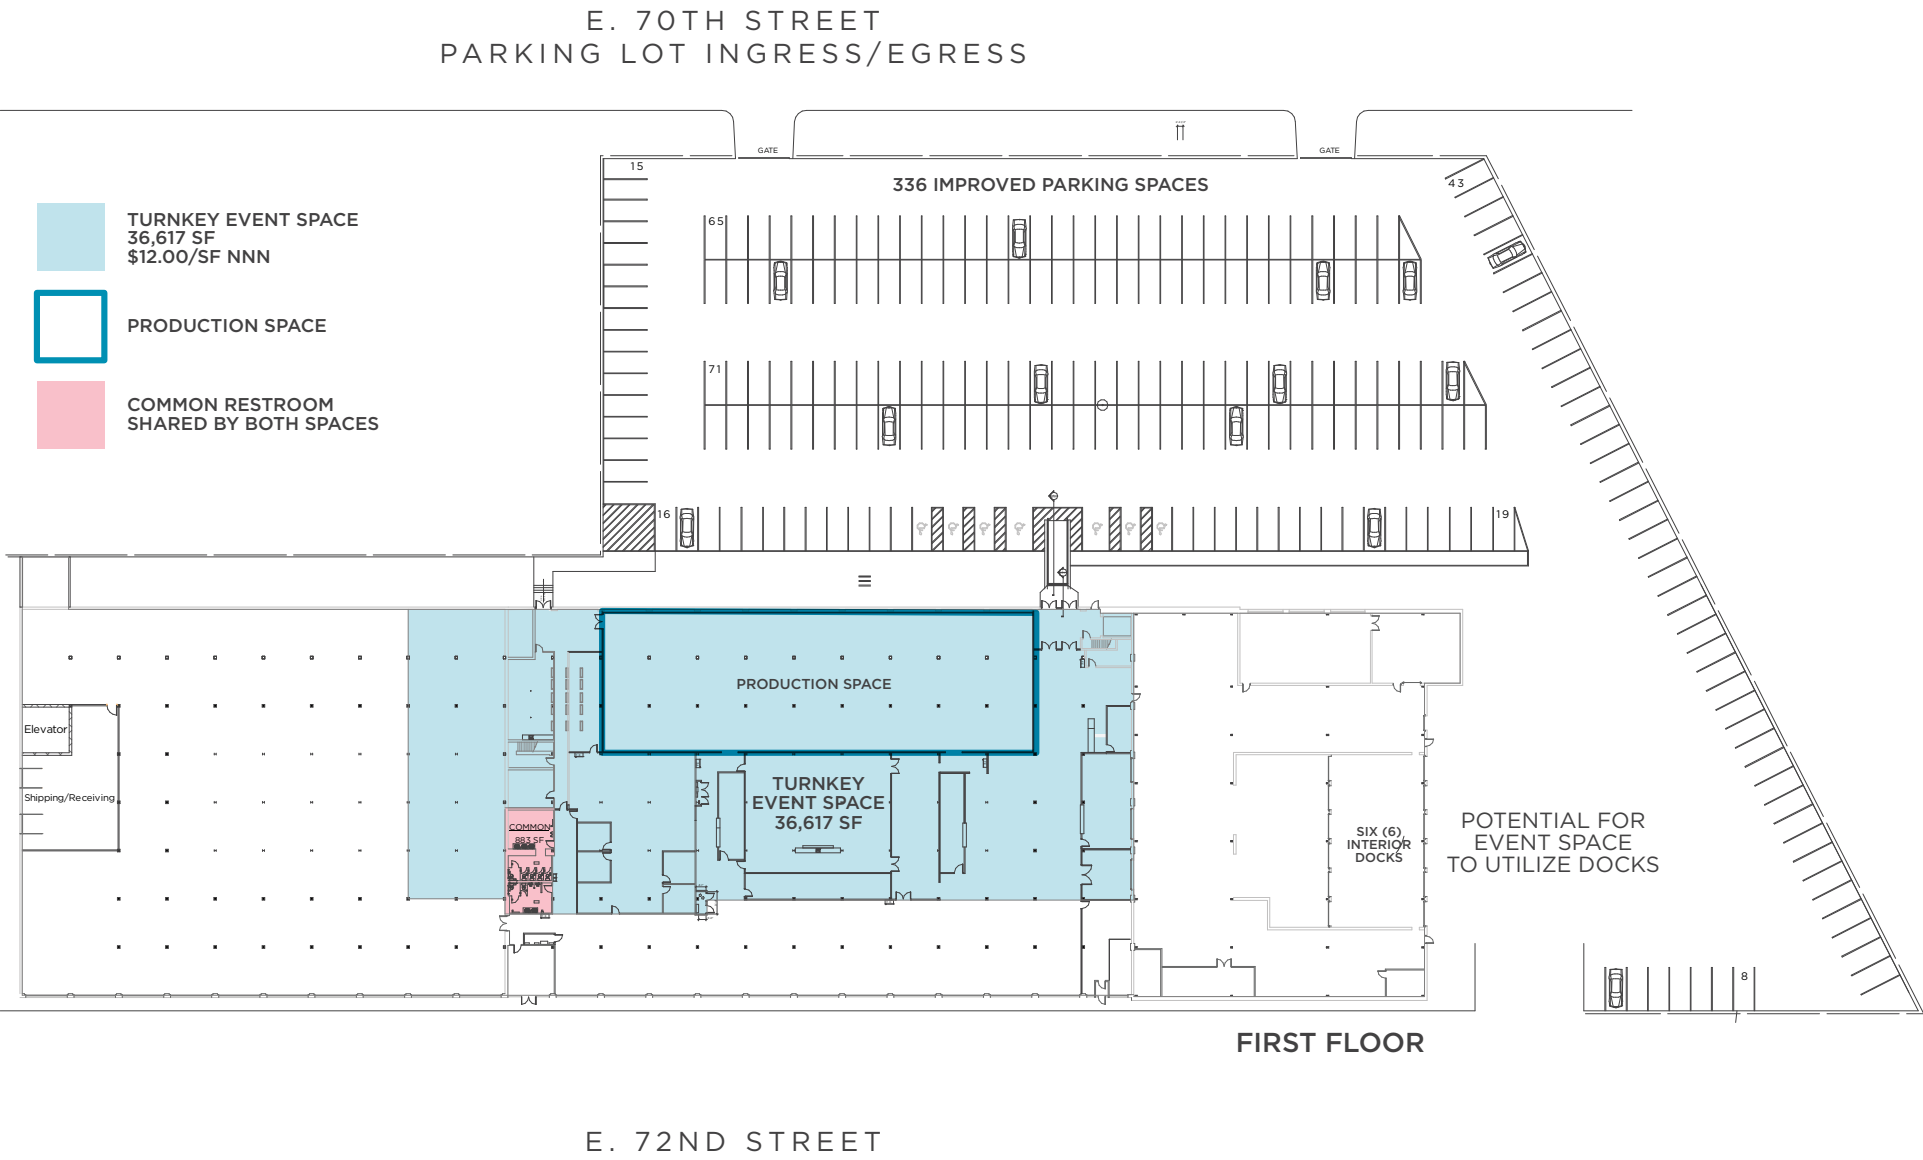 E. 70TH STREET
PARKING LOT INGRESS/EGRESS
GATE
GATE
15
336 IMPROVED PARKING SPACES
43
TURNKEY EVENT SPACE
36,617 SF
$12.00/SF NNN
65
PRODUCTION SPACE
71
COMMON RESTROOM
SHARED BY BOTH SPACES
16
19
PRODUCTION SPACE
Elevator
Shipping/Receiving
TURNKEY
EVENT SPACE
36,617 SF
COMMON
883 SF
SIX (6)
INTERIOR
DOCKS
POTENTIAL FOR
EVENT SPACE
TO UTILIZE DOCKS
8
FIRST FLOOR
E. 72ND STREET